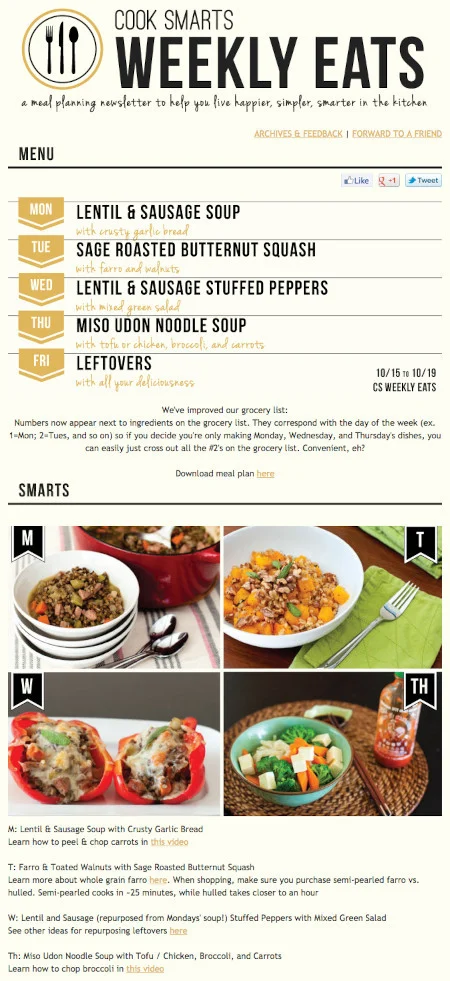 COOK SMARTS
WEEKLY EATS
a meal planning newsletter to help you live happier, simpler, smarter in the kitchen
ARCHIVES & FEEDBACK | FORWARD TO A FRIEND
MENU
Like +1 Tweet
MON LENTIL & SAUSAGE SOUP
with crusty garlic bread
TUE SAGE ROASTED BUTTERNUT SQUASH
with farro and walnuts
WED LENTIL & SAUSAGE STUFFED PEPPERS
with mixed green salad
THU MISO UDON NOODLE SOUP
with tofu or chicken, broccoli, and carrots
FRI LEFTOVERS
with all your deliciousness
10/15 TO 10/19
CS WEEKLY EATS
We've improved our grocery list:
Numbers now appear next to ingredients on the grocery list. They correspond with the day of the week (ex.
1=Mon; 2=Tues, and so on) so if you decide you're only making Monday, Wednesday, and Thursday's dishes, you
can easily just cross out all the #2's on the grocery list. Convenient, eh?
Download meal plan here
SMARTS
M
T
W
TH
M: Lentil & Sausage Soup with Crusty Garlic Bread
Learn how to peel & chop carrots in this video
T: Farro & Toated Walnuts with Sage Roasted Butternut Squash
Learn more about whole grain farro here. When shopping, make sure you purchase semi-pearled farro vs.
hulled. Semi-pearled cooks in ~25 minutes, while hulled takes closer to an hour
W: Lentil and Sausage (repurposed from Mondays' soup!) Stuffed Peppers with Mixed Green Salad
See other ideas for repurposing leftovers here
Th: Miso Udon Noodle Soup with Tofu / Chicken, Broccoli, and Carrots
Learn how to chop broccoli in this video